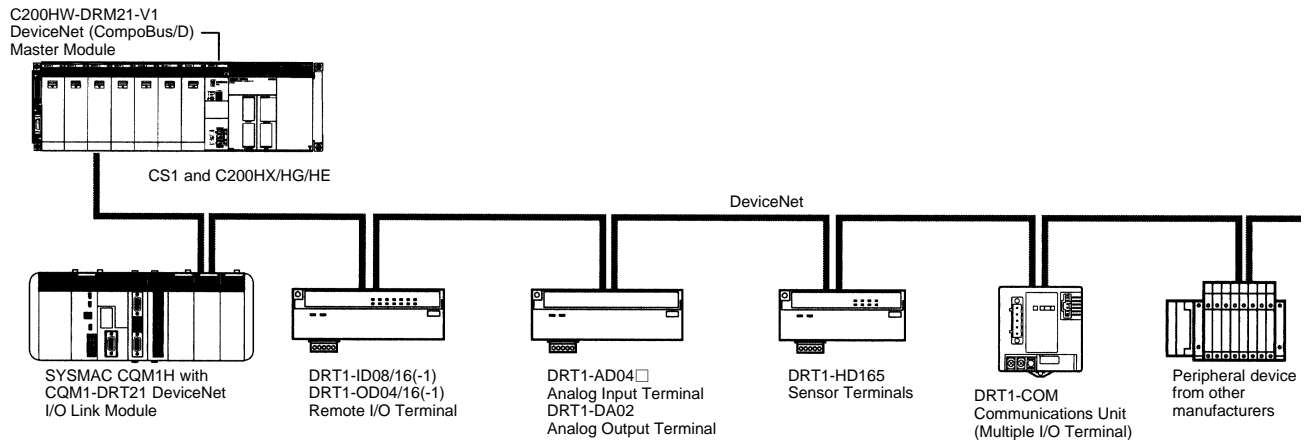 C200HW-DRM21-V1
DeviceNet (CompoBus/D)
Master Module
CS1 and C200HX/HG/HE
DeviceNet
SYSMAC CQM1H with
CQM1-DRT21 DeviceNet
I/O Link Module
DRT1-ID08/16(-1)
DRT1-OD04/16(-1)
Remote I/O Terminal
DRT1-AD04□
Analog Input Terminal
DRT1-DA02
Analog Output Terminal
DRT1-HD165
Sensor Terminals
DRT1-COM
Communications Unit
(Multiple I/O Terminal)
Peripheral device
from other
manufacturers